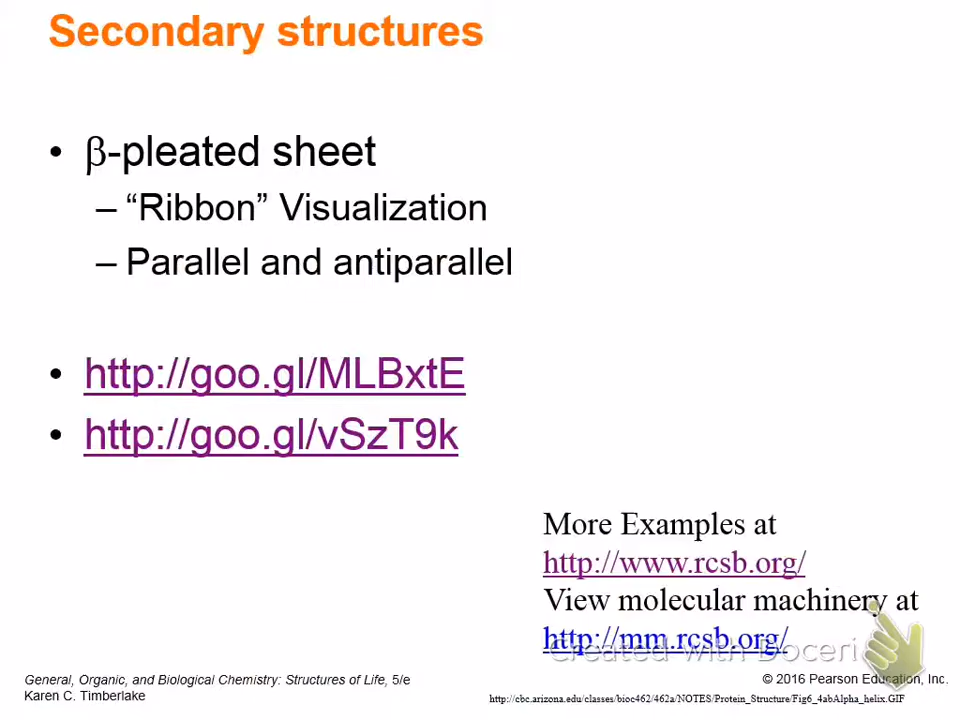 Secondary structures
• β-pleated sheet
– “Ribbon” Visualization
– Parallel and antiparallel
• http://goo.gl/MLBxtE
• http://goo.gl/vSzT9k
More Examples at
http://www.rcsb.org/
View molecular machinery at
http://mm.rcsb.org/
Created with Doceri
General, Organic, and Biological Chemistry: Structures of Life, 5/e
Karen C. Timberlake
© 2016 Pearson Education, Inc.
http://cbc.arizona.edu/classes/bioc462/462a/NOTES/Protein_Structure/Fig6_4abAlpha_helix.GIF